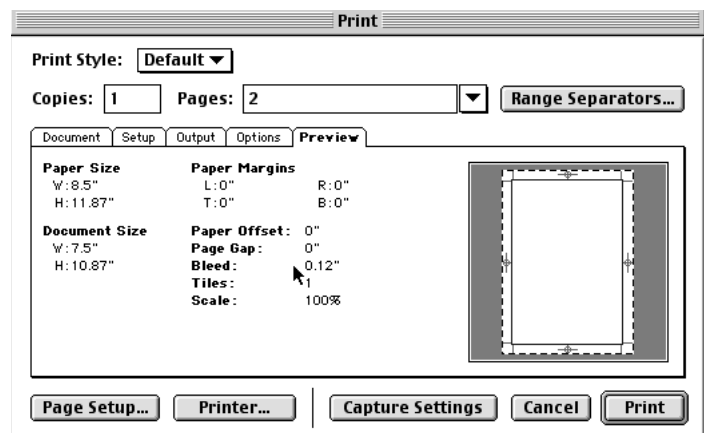 Print
Print Style: Default
Copies: 1 Pages: 2 Range Separators...
Document Setup Output Options Preview
Paper Size Paper Margins
W:8.5" L:0" R:0"
H:11.87" T:0" B:0"
Document Size Paper Offset: 0"
W:7.5" Page Gap: 0"
H:10.87" Bleed: 0.12"
Tiles: 1
Scale: 100%
Page Setup... Printer... Capture Settings Cancel Print